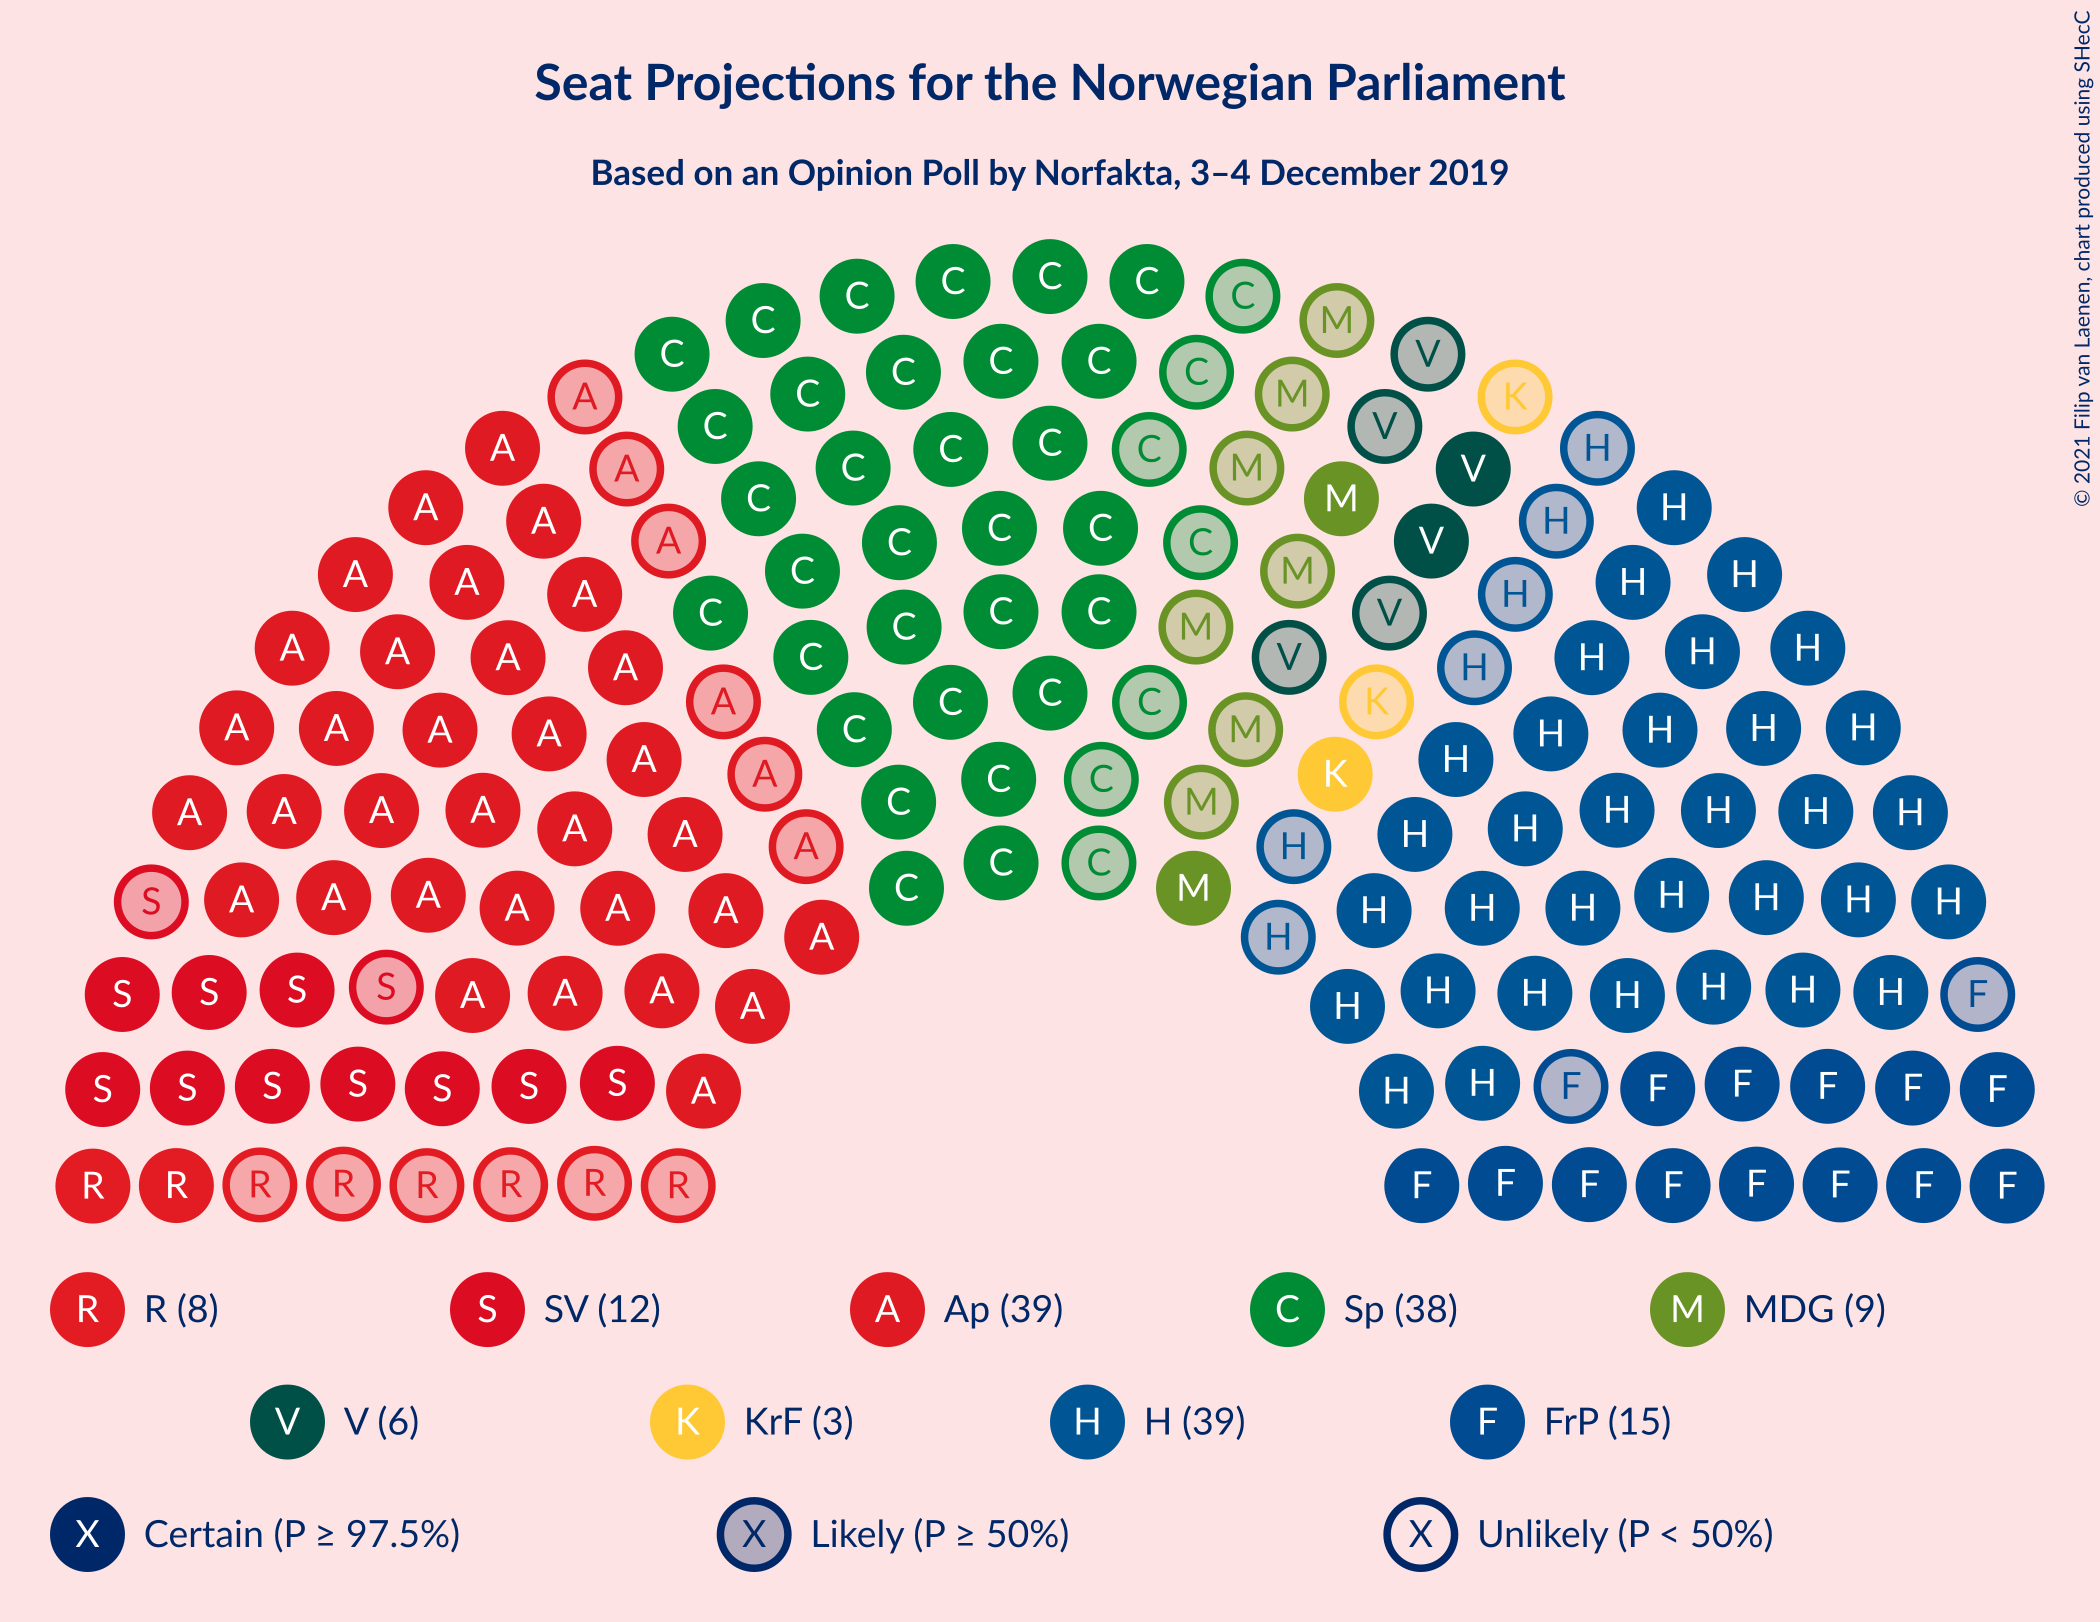 Seat Projections for the Norwegian Parliament
Based on an Opinion Poll by Norfakta, 3–4 December 2019
© 2021 Filip van Laenen, chart produced using SHecC
C C C C C C C M V
A C C C C C C M V K
A A C C C C C M M V H
A A A C C C C C M V H H
A A A C C C C M V H H H
A A A A C C C M V K H H H H
A A A A A A C C C M K H H H H H H
A A A A A A A A C C C M H H H H H H H H
S A A A A A A A C C C M H H H H H H H H
S S S S A A A A H H H H H H H F
S S S S S S S A H H F F F F F F
R R R R R R R R F F F F F F F F
R R (8) S SV (12) A Ap (39) C Sp (38) M MDG (9)
V V (6) K KrF (3) H H (39) F FrP (15)
X Certain (P ≥ 97.5%) X Likely (P ≥ 50%) X Unlikely (P < 50%)